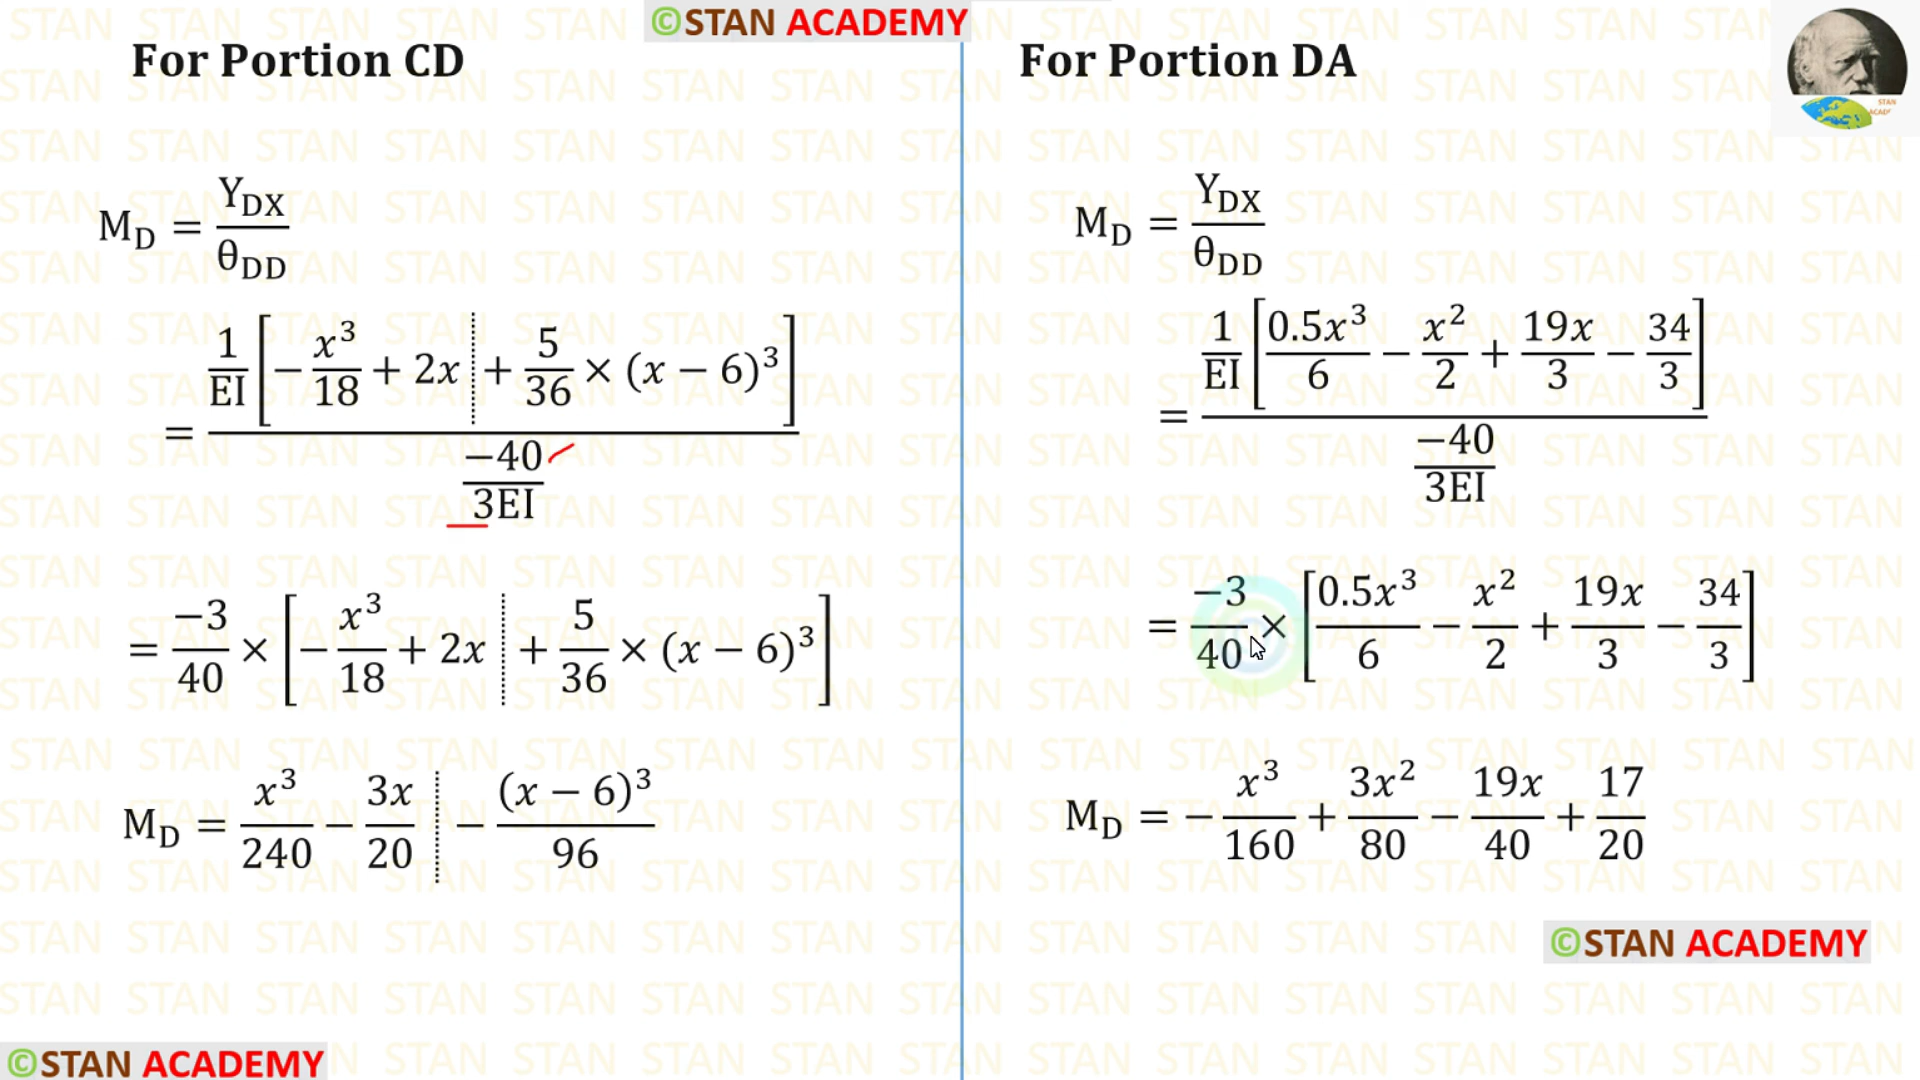 ©STAN ACADEMY
For Portion CD
M_D = Y_DX / θ_DD
= (1/EI [ − x³/18 + 2x ┊ + 5/36 × (x − 6)³ ]) / (−40/3EI)
= −3/40 × [ − x³/18 + 2x ┊ + 5/36 × (x − 6)³ ]
M_D = x³/240 − 3x/20 ┊ − (x − 6)³/96
©STAN ACADEMY
For Portion DA
M_D = Y_DX / θ_DD
= (1/EI [ 0.5x³/6 − x²/2 + 19x/3 − 34/3 ]) / (−40/3EI)
= −3/40 × [ 0.5x³/6 − x²/2 + 19x/3 − 34/3 ]
M_D = − x³/160 + 3x²/80 − 19x/40 + 17/20
©STAN ACADEMY